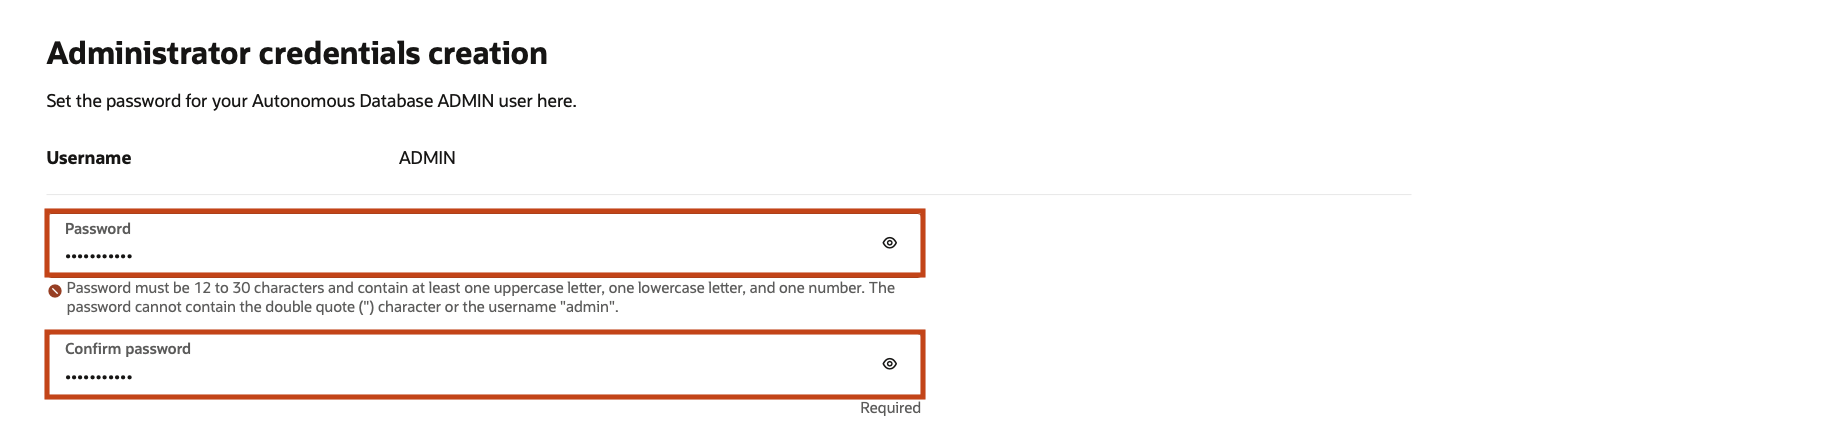 Administrator credentials creation
Set the password for your Autonomous Database ADMIN user here.
Username ADMIN
Password
•••••••••••
Password must be 12 to 30 characters and contain at least one uppercase letter, one lowercase letter, and one number. The
password cannot contain the double quote (") character or the username "admin".
Confirm password
•••••••••••
Required